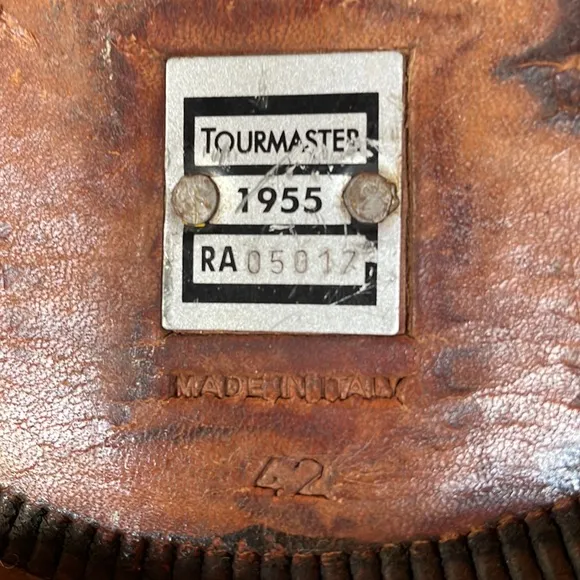 TOURMASTER
1955
RA 05017 D
MADE IN ITALY
42